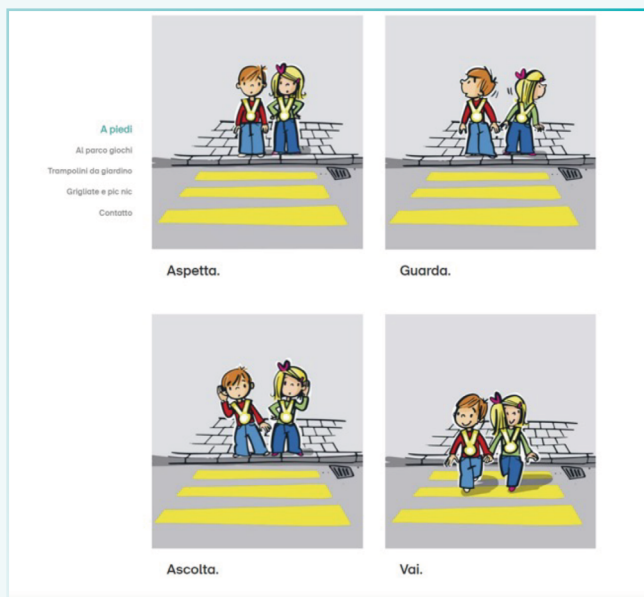 A piedi
Al parco giochi
Trampolini da giardino
Grigliate e pic nic
Contatto
Aspetta.
Guarda.
Ascolta.
Vai.